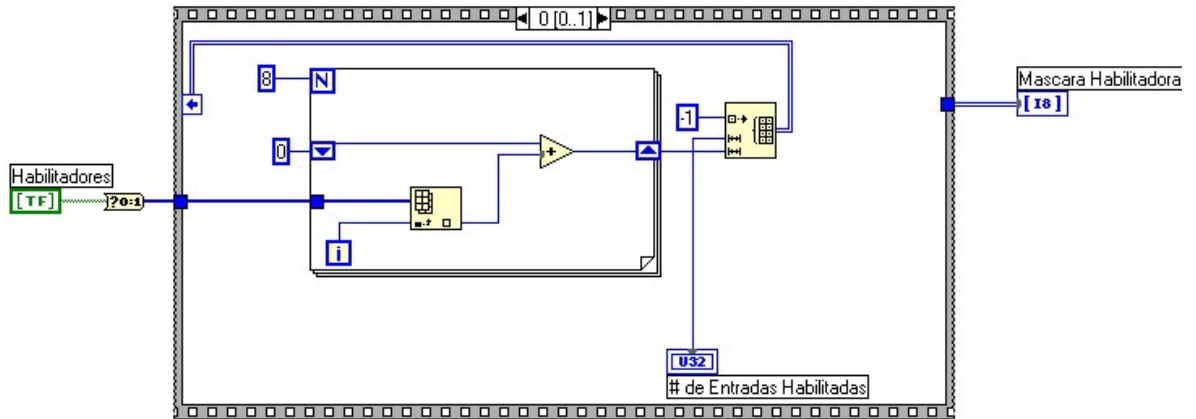 0 [0..1]
8
N
Mascara Habilitadora
[I8]
-1
0
+
Habilitadores
[TF]
?0:1
i
U32
# de Entradas Habilitadas